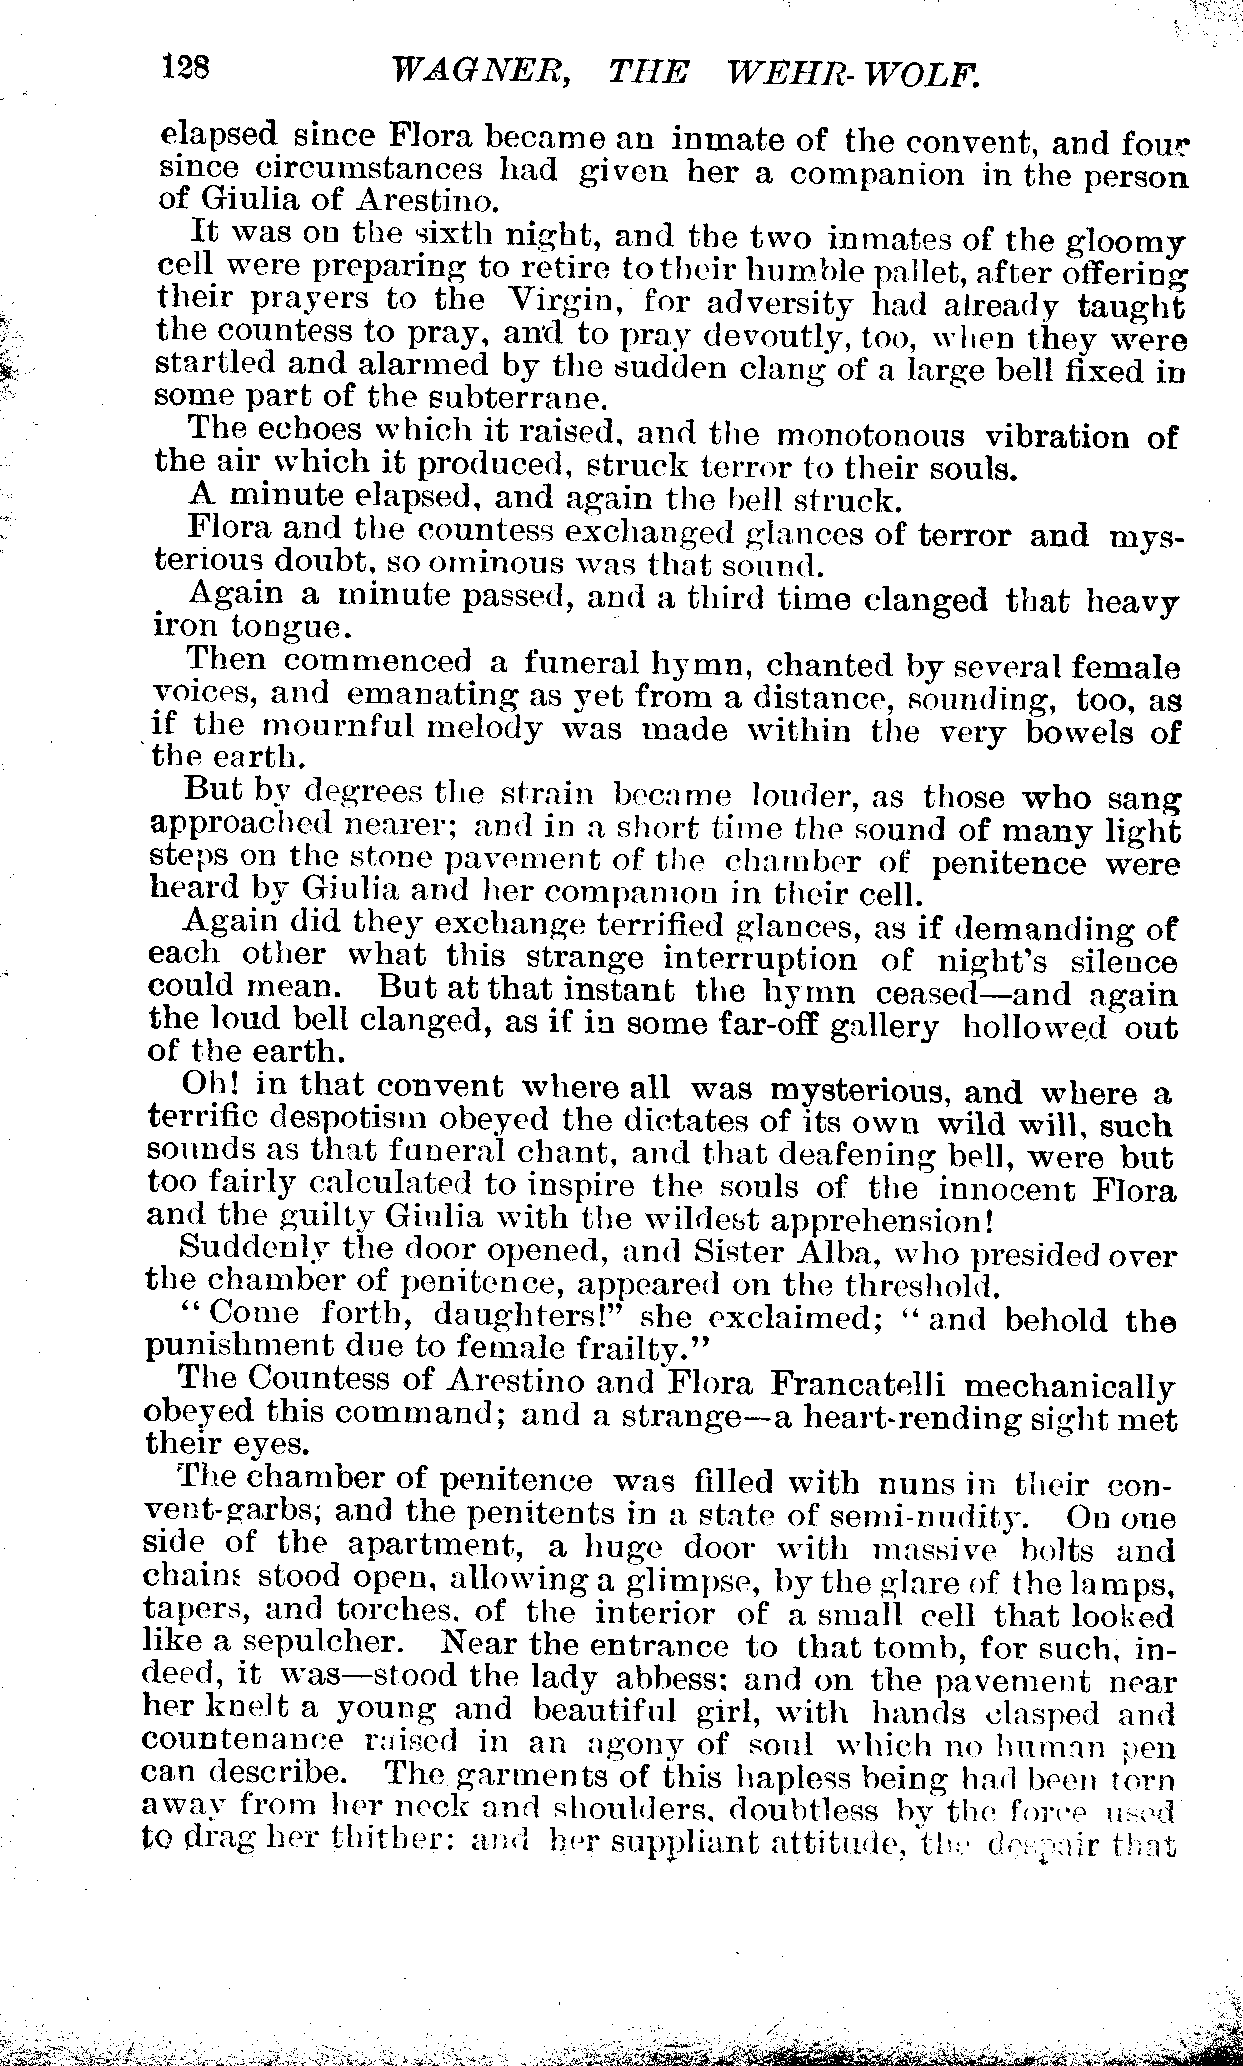 128 WAGNER, THE WEHR-WOLF.
elapsed since Flora became an inmate of the convent, and four
since circumstances had given her a companion in the person
of Giulia of Arestino.
It was on the sixth night, and the two inmates of the gloomy
cell were preparing to retire to their humble pallet, after offering
their prayers to the Virgin, for adversity had already taught
the countess to pray, and to pray devoutly, too, when they were
startled and alarmed by the sudden clang of a large bell fixed in
some part of the subterrane.
The echoes which it raised, and the monotonous vibration of
the air which it produced, struck terror to their souls.
A minute elapsed, and again the bell struck.
Flora and the countess exchanged glances of terror and mys-
terious doubt, so ominous was that sound.
Again a minute passed, and a third time clanged that heavy
iron tongue.
Then commenced a funeral hymn, chanted by several female
voices, and emanating as yet from a distance, sounding, too, as
if the mournful melody was made within the very bowels of
the earth.
But by degrees the strain became louder, as those who sang
approached nearer; and in a short time the sound of many light
steps on the stone pavement of the chamber of penitence were
heard by Giulia and her companion in their cell.
Again did they exchange terrified glances, as if demanding of
each other what this strange interruption of night's silence
could mean. But at that instant the hymn ceased—and again
the loud bell clanged, as if in some far-off gallery hollowed out
of the earth.
Oh! in that convent where all was mysterious, and where a
terrific despotism obeyed the dictates of its own wild will, such
sounds as that funeral chant, and that deafening bell, were but
too fairly calculated to inspire the souls of the innocent Flora
and the guilty Giulia with the wildest apprehension!
Suddenly the door opened, and Sister Alba, who presided over
the chamber of penitence, appeared on the threshold.
"Come forth, daughters!" she exclaimed; "and behold the
punishment due to female frailty."
The Countess of Arestino and Flora Francatelli mechanically
obeyed this command; and a strange—a heart-rending sight met
their eyes.
The chamber of penitence was filled with nuns in their con-
vent-garbs; and the penitents in a state of semi-nudity. On one
side of the apartment, a huge door with massive bolts and
chains stood open, allowing a glimpse, by the glare of the lamps,
tapers, and torches, of the interior of a small cell that looked
like a sepulcher. Near the entrance to that tomb, for such, in-
deed, it was—stood the lady abbess; and on the pavement near
her knelt a young and beautiful girl, with hands clasped and
countenance raised in an agony of soul which no human pen
can describe. The garments of this hapless being had been torn
away from her neck and shoulders, doubtless by the force used
to drag her thither: and her suppliant attitude, the despair that